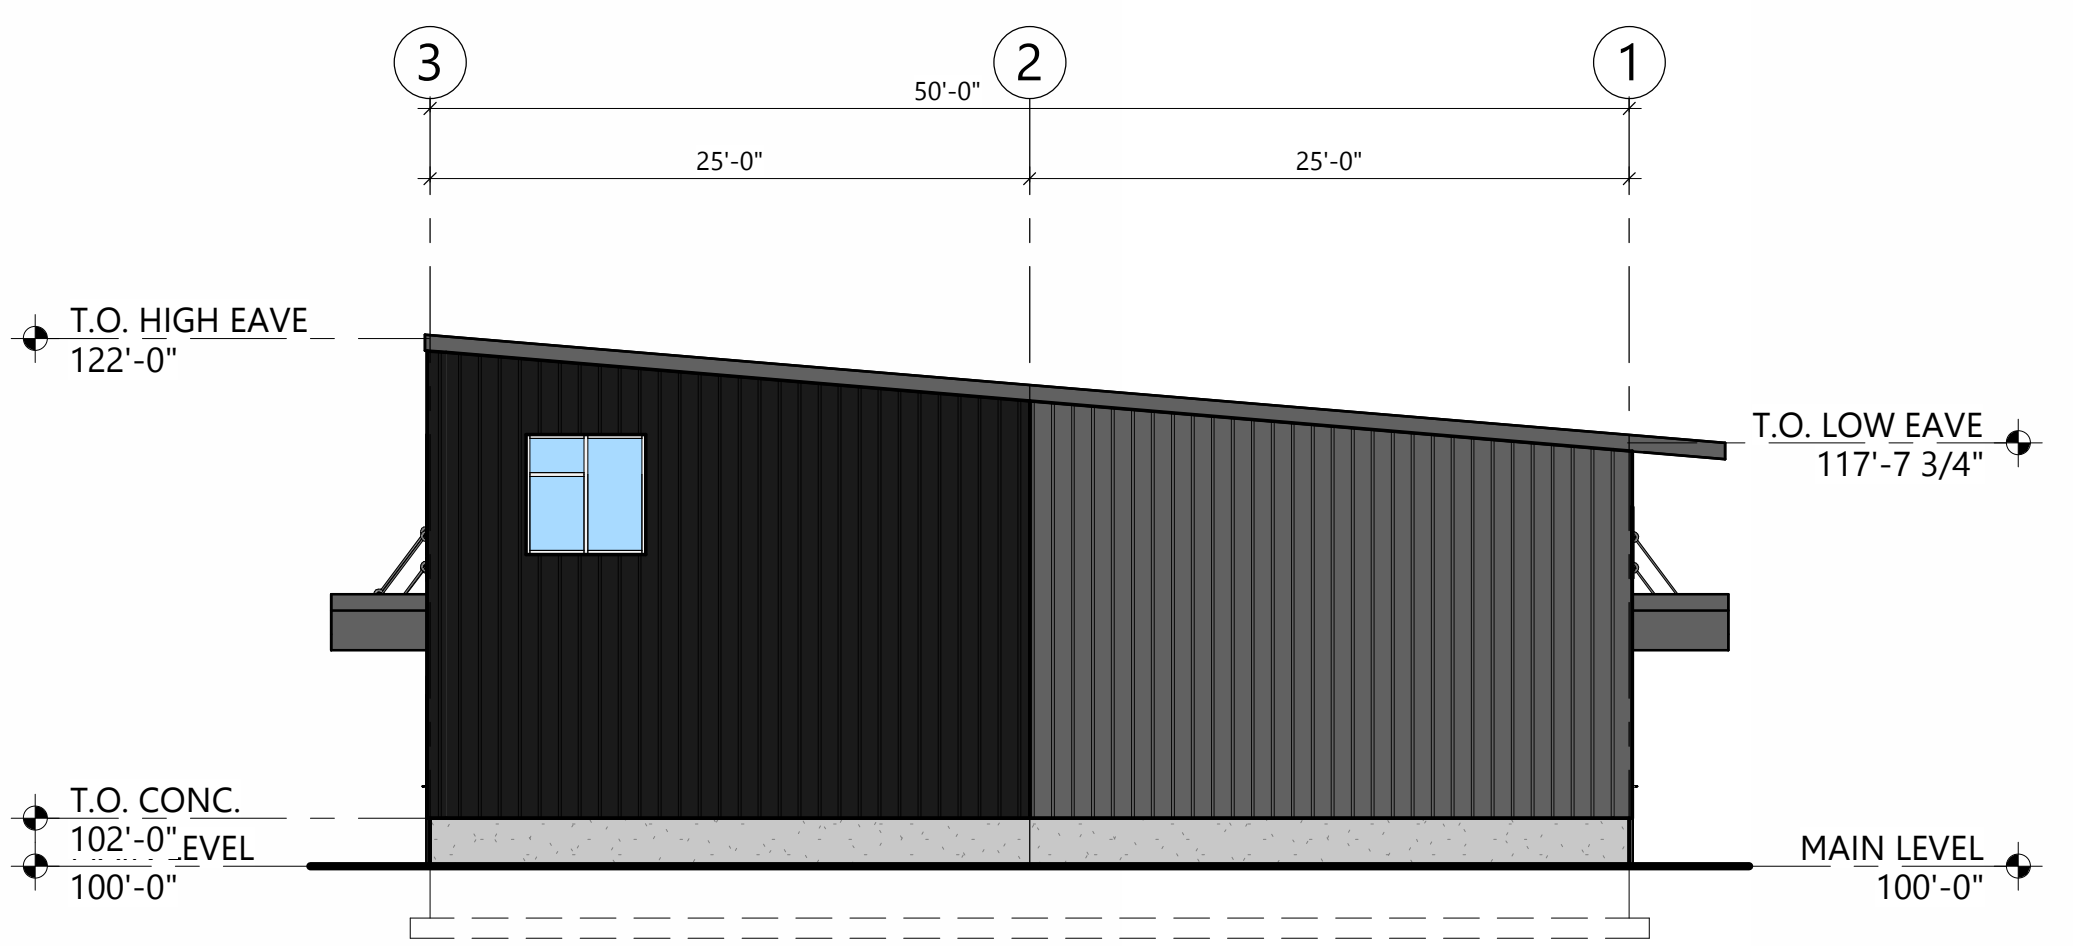 3 2 1
50'-0"
25'-0" 25'-0"
T.O. HIGH EAVE
122'-0"
T.O. LOW EAVE
117'-7 3/4"
T.O. CONC.
102'-0"
LEVEL
100'-0"
MAIN LEVEL
100'-0"